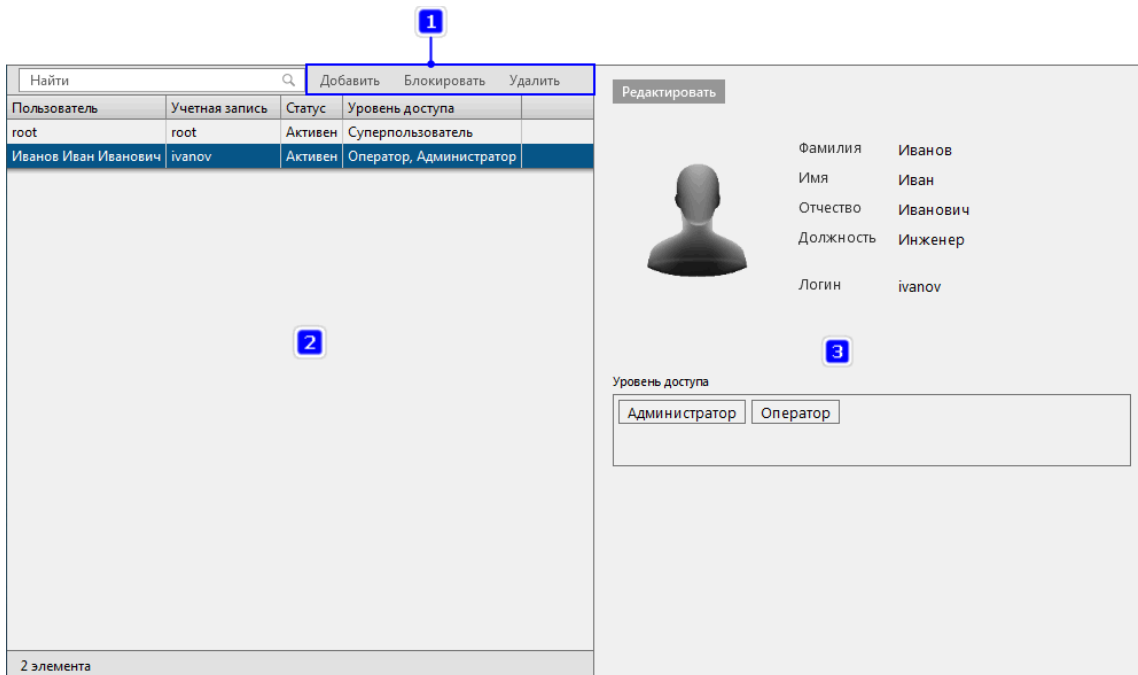 1
Найти Добавить Блокировать Удалить
Пользователь Учетная запись Статус Уровень доступа
root root Активен Суперпользователь
Иванов Иван Иванович ivanov Активен Оператор, Администратор
2
2 элемента
Редактировать
Фамилия Иванов
Имя Иван
Отчество Иванович
Должность Инженер
Логин ivanov
3
Уровень доступа
Администратор Оператор